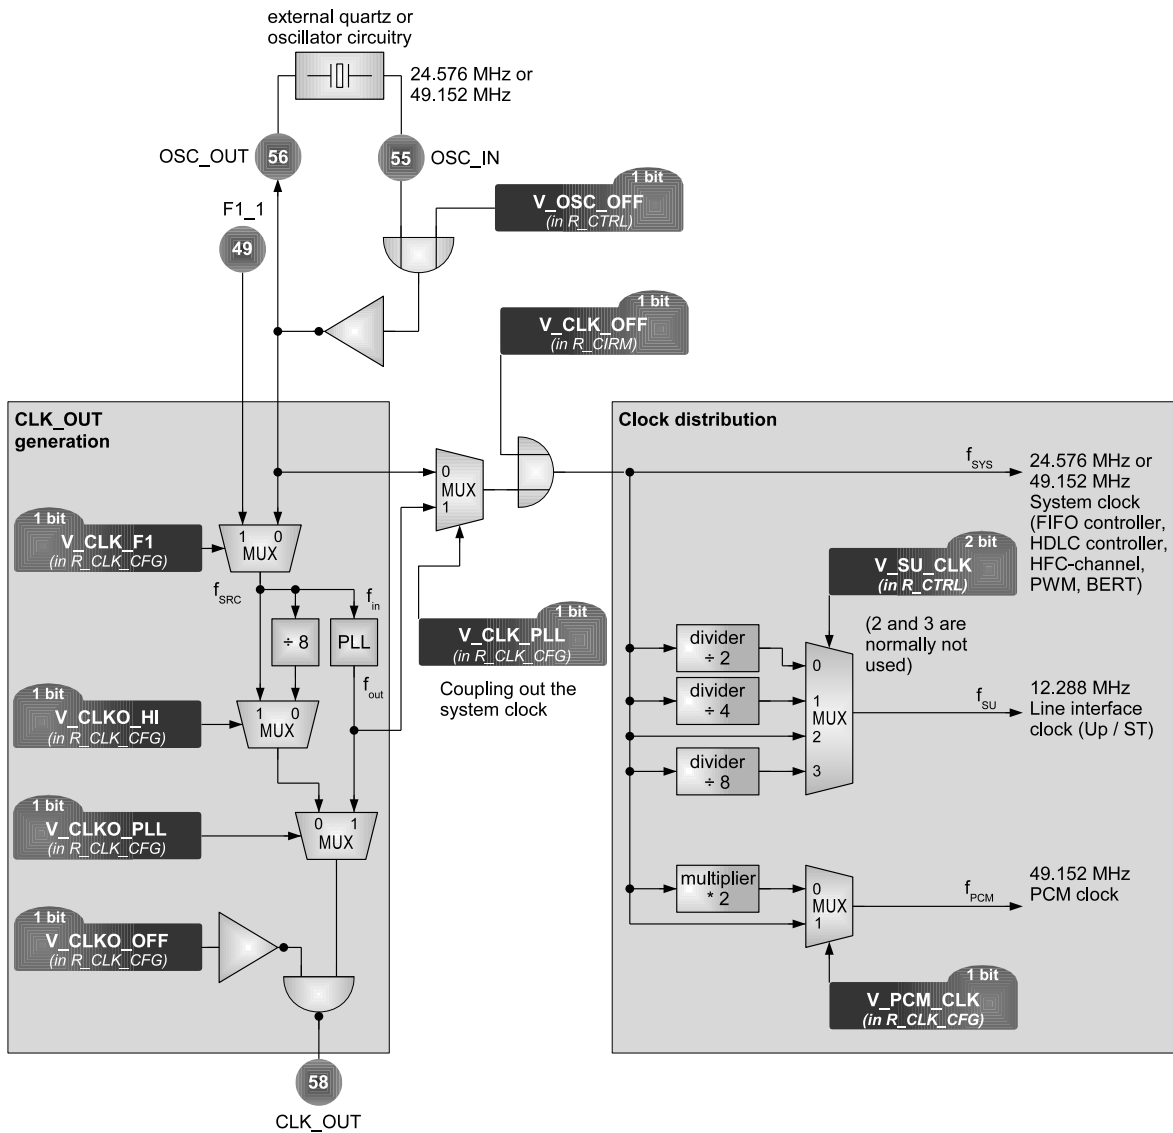 external quartz or
oscillator circuitry
24.576 MHz or
49.152 MHz
OSC_OUT
56
55
OSC_IN
1 bit
V_OSC_OFF
(in R_CTRL)
F1_1
49
1 bit
V_CLK_OFF
(in R_CIRM)
CLK_OUT
generation
Clock distribution
0
MUX
1
f_SYS
24.576 MHz or
49.152 MHz
System clock
(FIFO controller,
HDLC controller,
HFC-channel,
PWM, BERT)
1 bit
V_CLK_F1
(in R_CLK_CFG)
1 0
MUX
2 bit
V_SU_CLK
(in R_CTRL)
f_SRC
f_in
÷ 8
PLL
f_out
1 bit
V_CLK_PLL
(in R_CLK_CFG)
Coupling out the
system clock
(2 and 3 are
normally not
used)
divider
÷ 2
divider
÷ 4
divider
÷ 8
0
1
MUX
2
3
f_SU
12.288 MHz
Line interface
clock (Up / ST)
1 bit
V_CLKO_HI
(in R_CLK_CFG)
1 0
MUX
1 bit
V_CLKO_PLL
(in R_CLK_CFG)
0 1
MUX
multiplier
* 2
0
MUX
1
f_PCM
49.152 MHz
PCM clock
1 bit
V_CLKO_OFF
(in R_CLK_CFG)
1 bit
V_PCM_CLK
(in R_CLK_CFG)
58
CLK_OUT